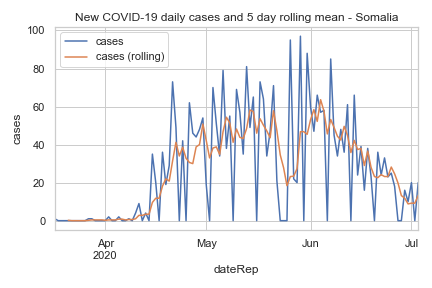 New COVID-19 daily cases and 5 day rolling mean - Somalia
cases
cases (rolling)
100
80
60
40
20
0
cases
Apr
2020
May
Jun
Jul
dateRep